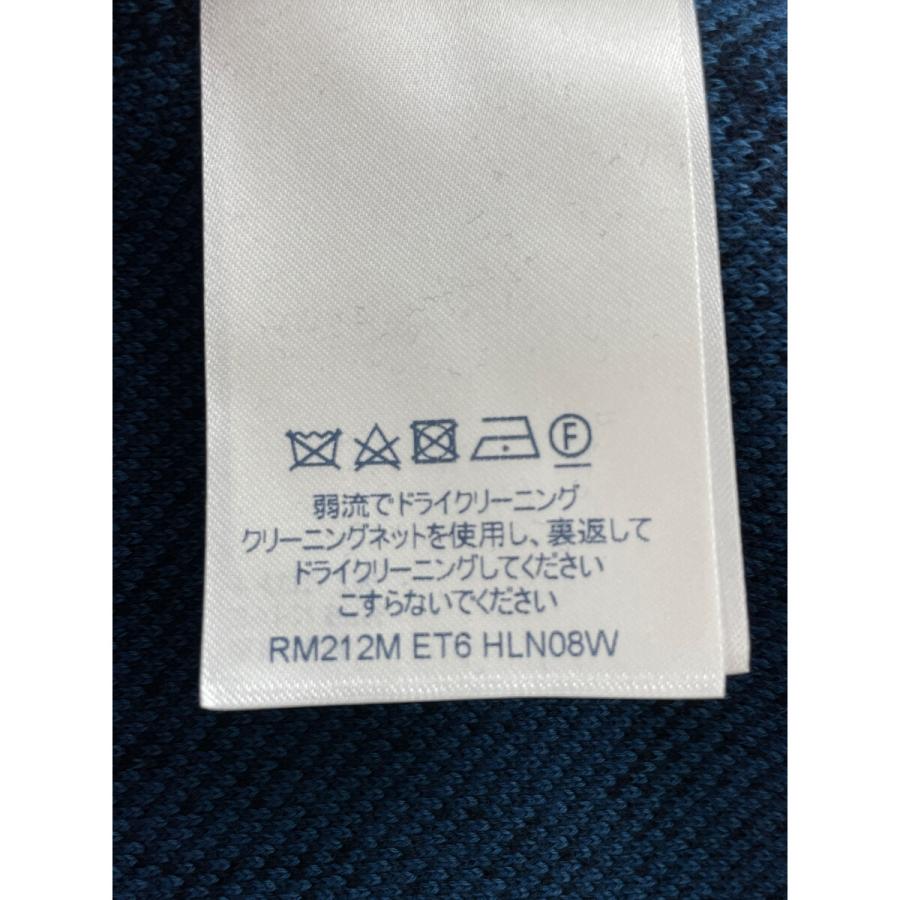 F
弱流でドライクリーニング
クリーニングネットを使用し、裏返して
ドライクリーニングしてください
こすらないでください
RM212M ET6 HLN08W